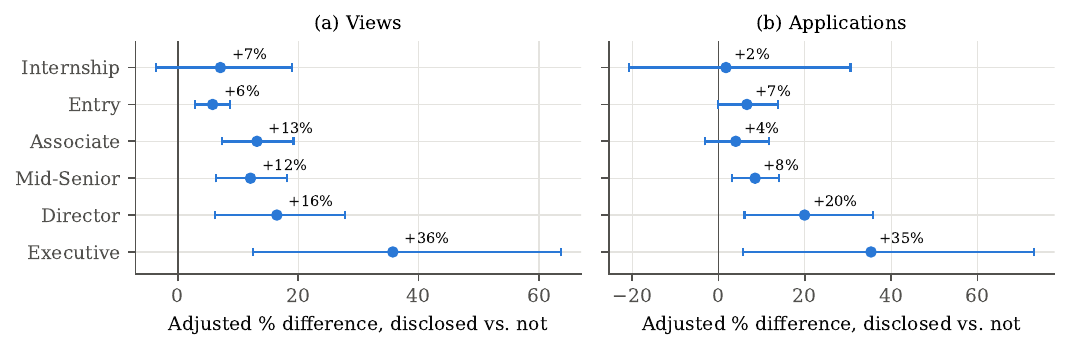 (a) Views
(b) Applications
Internship
Entry
Associate
Mid-Senior
Director
Executive
+7%
+6%
+13%
+12%
+16%
+36%
+2%
+7%
+4%
+8%
+20%
+35%
0 20 40 60
−20 0 20 40 60
Adjusted % difference, disclosed vs. not
Adjusted % difference, disclosed vs. not